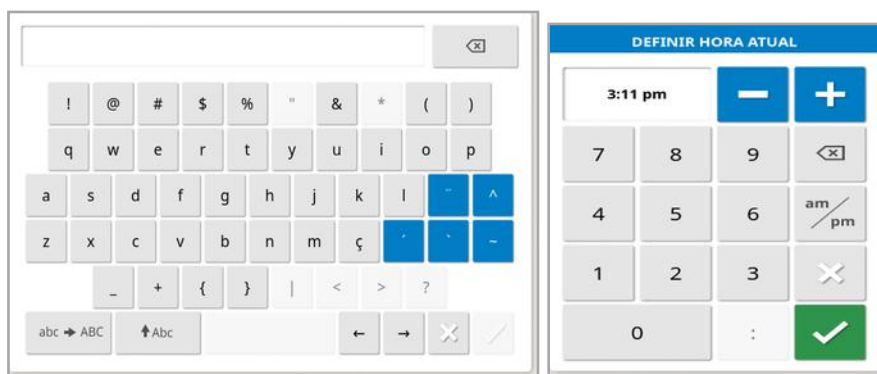 ! @ # $ % " & * ( )
q w e r t y u i o p
a s d f g h j k l ¨ ^
z x c v b n m ç ´ ` ~
_ + { } | < > ?
abc ➔ ABC ⬆ Abc ← →
DEFINIR HORA ATUAL
3:11 pm
7 8 9
4 5 6 am/pm
1 2 3
0 :